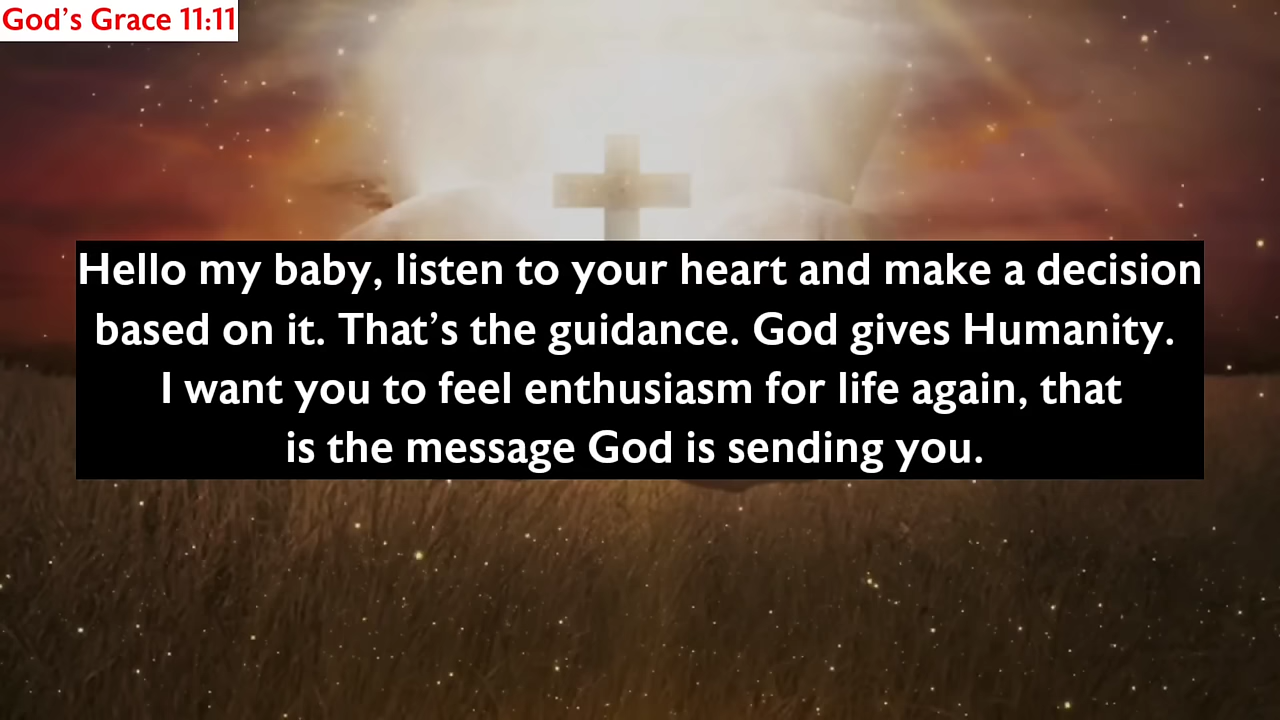 God’s Grace 11:11
Hello my baby, listen to your heart and make a decision
based on it. That’s the guidance. God gives Humanity.
I want you to feel enthusiasm for life again, that
is the message God is sending you.